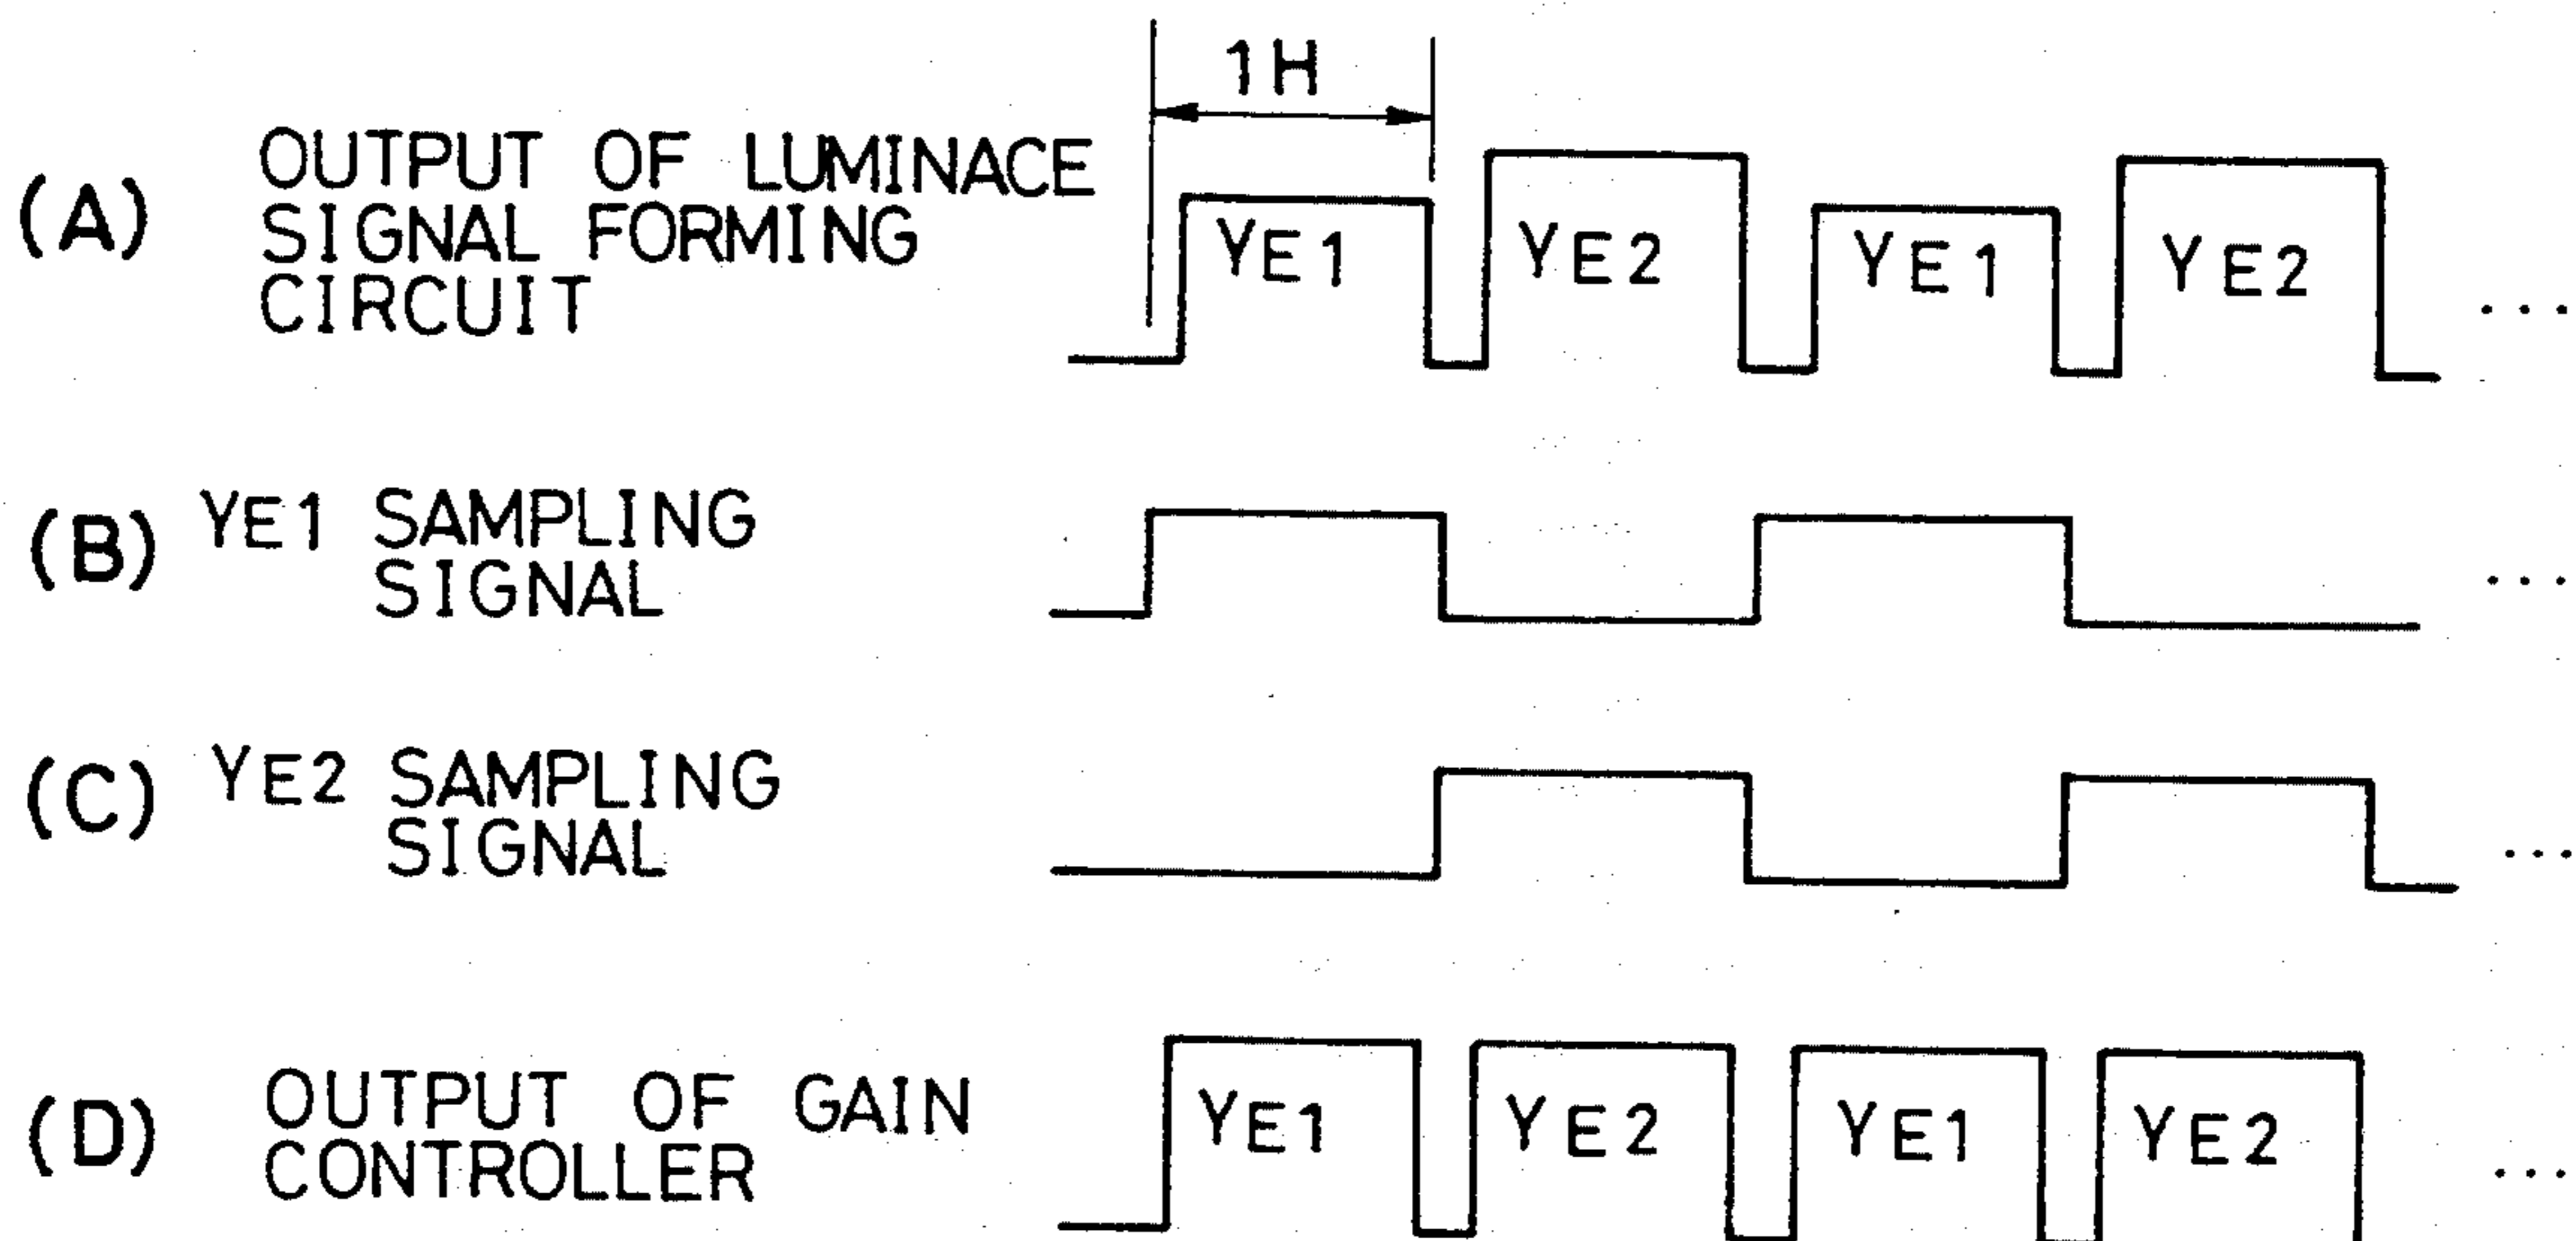 1H
(A) OUTPUT OF LUMINACE
SIGNAL FORMING
CIRCUIT
YE1 YE2 YE1 YE2 ...
(B) YE1 SAMPLING
SIGNAL
...
(C) YE2 SAMPLING
SIGNAL
...
(D) OUTPUT OF GAIN
CONTROLLER
YE1 YE2 YE1 YE2 ...